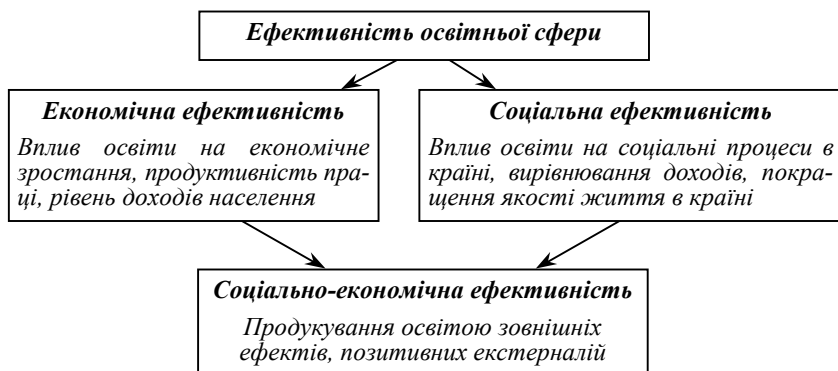 Ефективність освітньої сфери
Економічна ефективність
Вплив освіти на економічне
зростання, продуктивність пра-
ці, рівень доходів населення
Соціальна ефективність
Вплив освіти на соціальні процеси в
країні, вирівнювання доходів, покра-
щення якості життя в країні
Соціально-економічна ефективність
Продукування освітою зовнішніх
ефектів, позитивних екстерналій